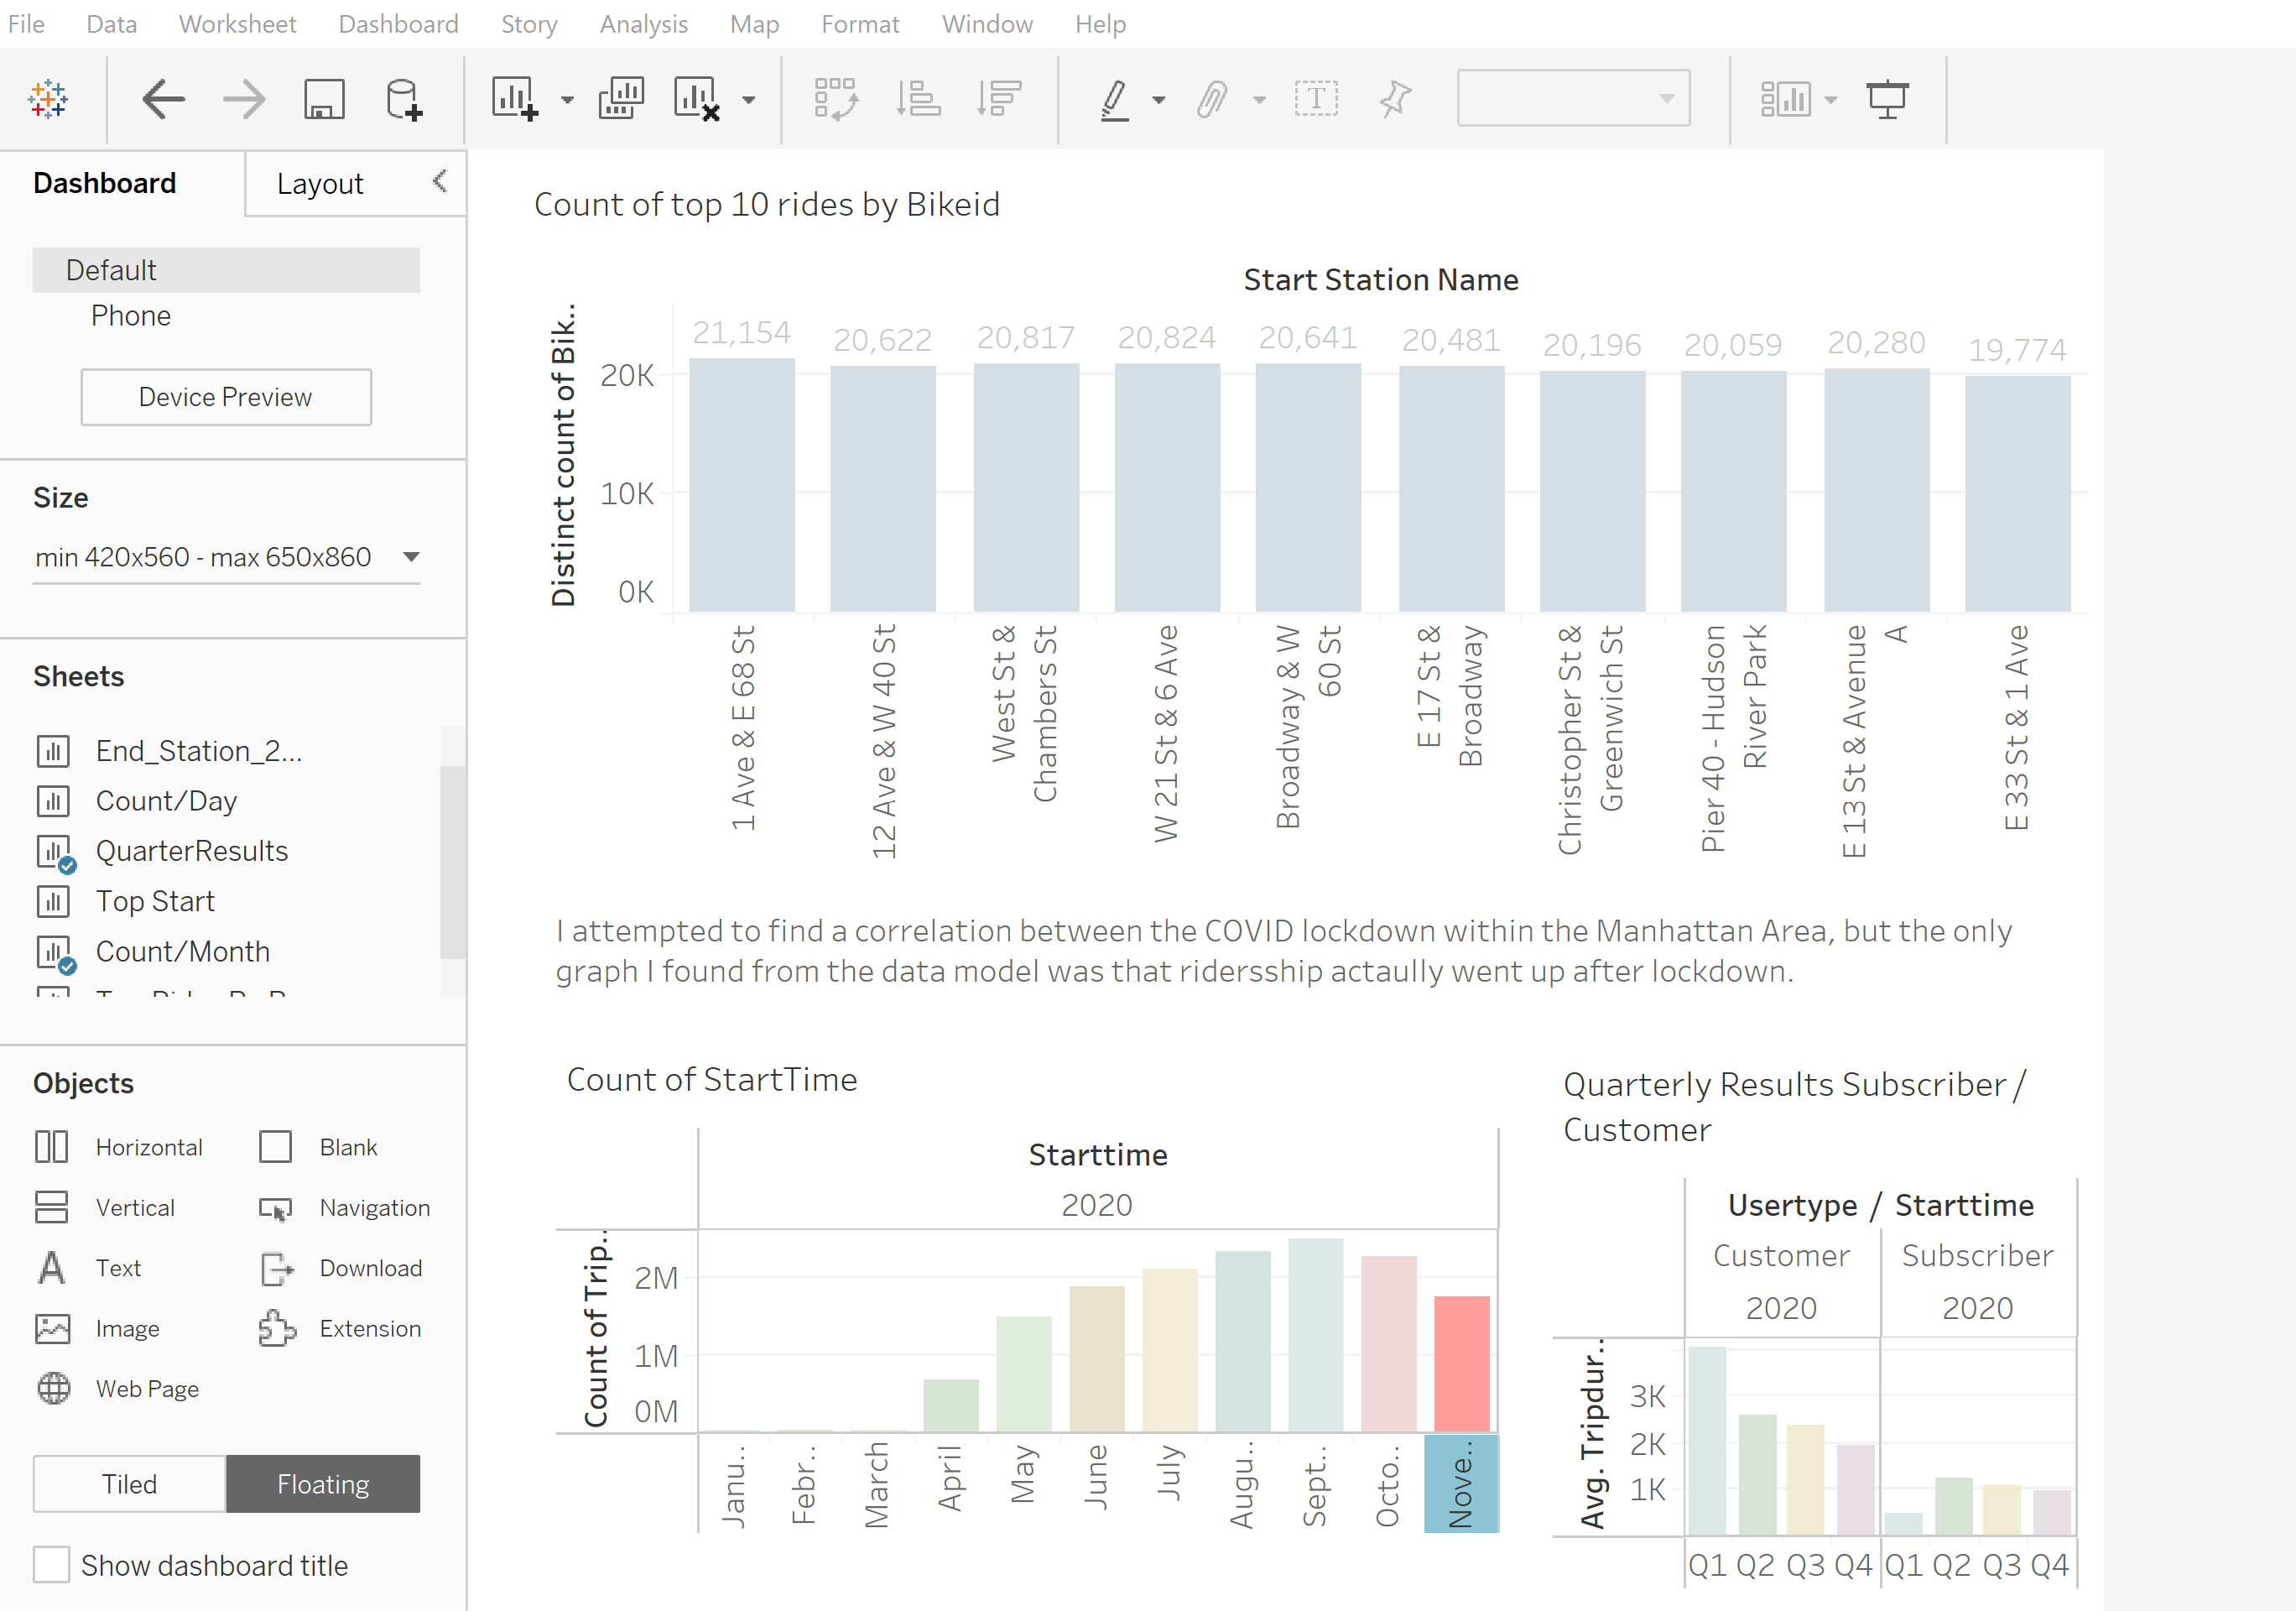 File Data Worksheet Dashboard Story Analysis Map Format Window Help
Dashboard
Layout
Default
Phone
Device Preview
Size
min 420x560 - max 650x860
Sheets
End_Station_2...
Count/Day
QuarterResults
Top Start
Count/Month
Objects
Horizontal Blank
Vertical Navigation
Text Download
Image Extension
Web Page
Tiled Floating
Show dashboard title
Count of top 10 rides by Bikeid
Start Station Name
Distinct count of Bik..
20K
10K
0K
21,154 20,622 20,817 20,824 20,641 20,481 20,196 20,059 20,280 19,774
1 Ave & E 68 St
12 Ave & W 40 St
West St &
Chambers St
W 21 St & 6 Ave
Broadway & W
60 St
E 17 St &
Broadway
Christopher St &
Greenwich St
Pier 40 - Hudson
River Park
E 13 St & Avenue
A
E 33 St & 1 Ave
I attempted to find a correlation between the COVID lockdown within the Manhattan Area, but the only
graph I found from the data model was that ridersship actaully went up after lockdown.
Count of StartTime
Starttime
2020
Count of Trip..
2M
1M
0M
Janu..
Febr..
March
April
May
June
July
Augu..
Sept..
Octo..
Nove..
Quarterly Results Subscriber /
Customer
Usertype / Starttime
Customer Subscriber
2020 2020
Avg. Tripdur..
3K
2K
1K
Q1 Q2 Q3 Q4 Q1 Q2 Q3 Q4